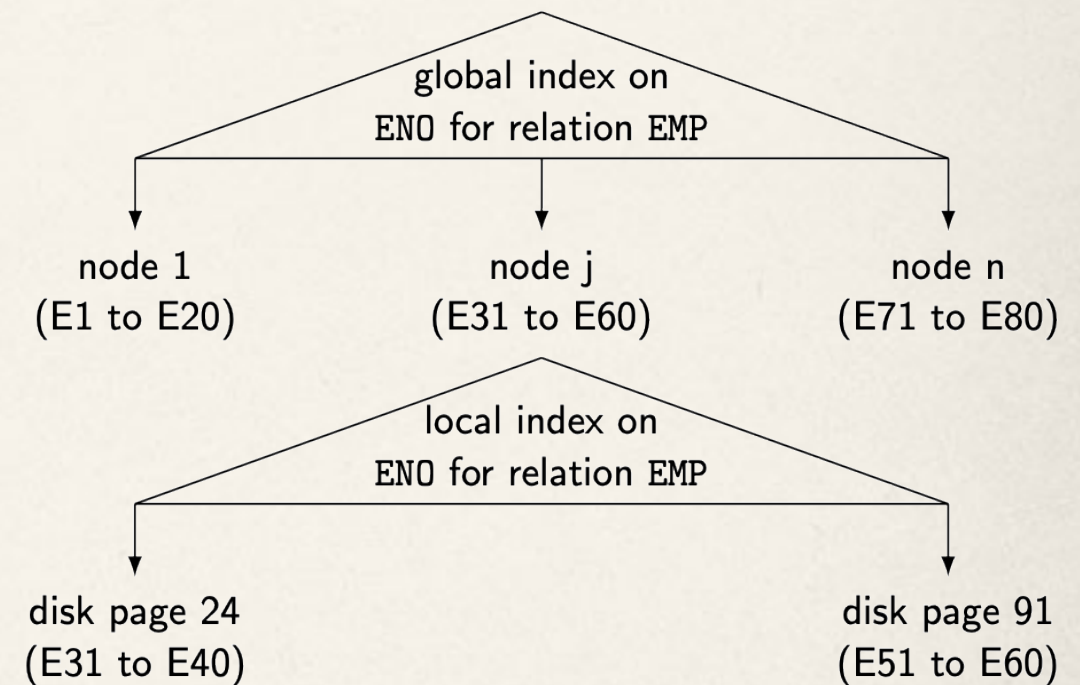 global index on
ENO for relation EMP
node 1
(E1 to E20)
node j
(E31 to E60)
node n
(E71 to E80)
local index on
ENO for relation EMP
disk page 24
(E31 to E40)
disk page 91
(E51 to E60)